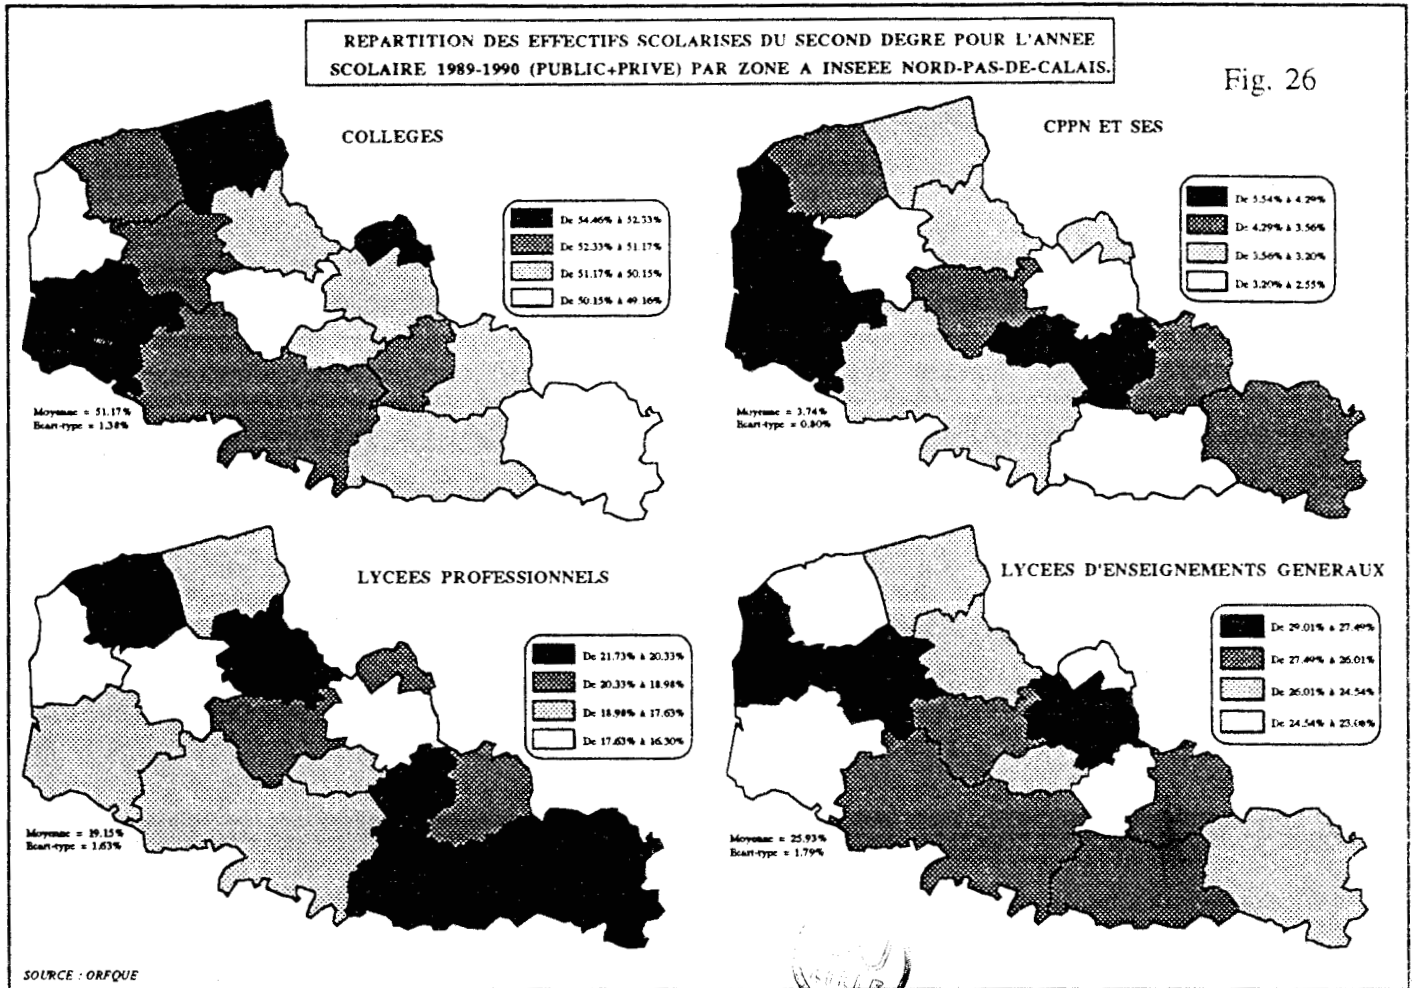 REPARTITION DES EFFECTIFS SCOLARISES DU SECOND DEGRE POUR L'ANNEE
SCOLAIRE 1989-1990 (PUBLIC+PRIVE) PAR ZONE A INSEEE NORD-PAS-DE-CALAIS.
Fig. 26
COLLEGES
De 54.46% à 52.33%
De 52.33% à 51.17%
De 51.17% à 50.15%
De 50.15% à 49.16%
Moyenne = 51.17%
Ecart-type = 1.38%
CPPN ET SES
De 5.54% à 4.29%
De 4.29% à 3.56%
De 3.56% à 3.20%
De 3.20% à 2.55%
Moyenne = 3.74%
Ecart-type = 0.80%
LYCEES PROFESSIONNELS
De 21.73% à 20.33%
De 20.33% à 18.98%
De 18.98% à 17.63%
De 17.63% à 16.30%
Moyenne = 19.15%
Ecart-type = 1.63%
LYCEES D'ENSEIGNEMENTS GENERAUX
De 29.01% à 27.49%
De 27.49% à 26.01%
De 26.01% à 24.54%
De 24.54% à
Moyenne = 25.93%
Ecart-type = 1.79%
SOURCE : ORFQUE